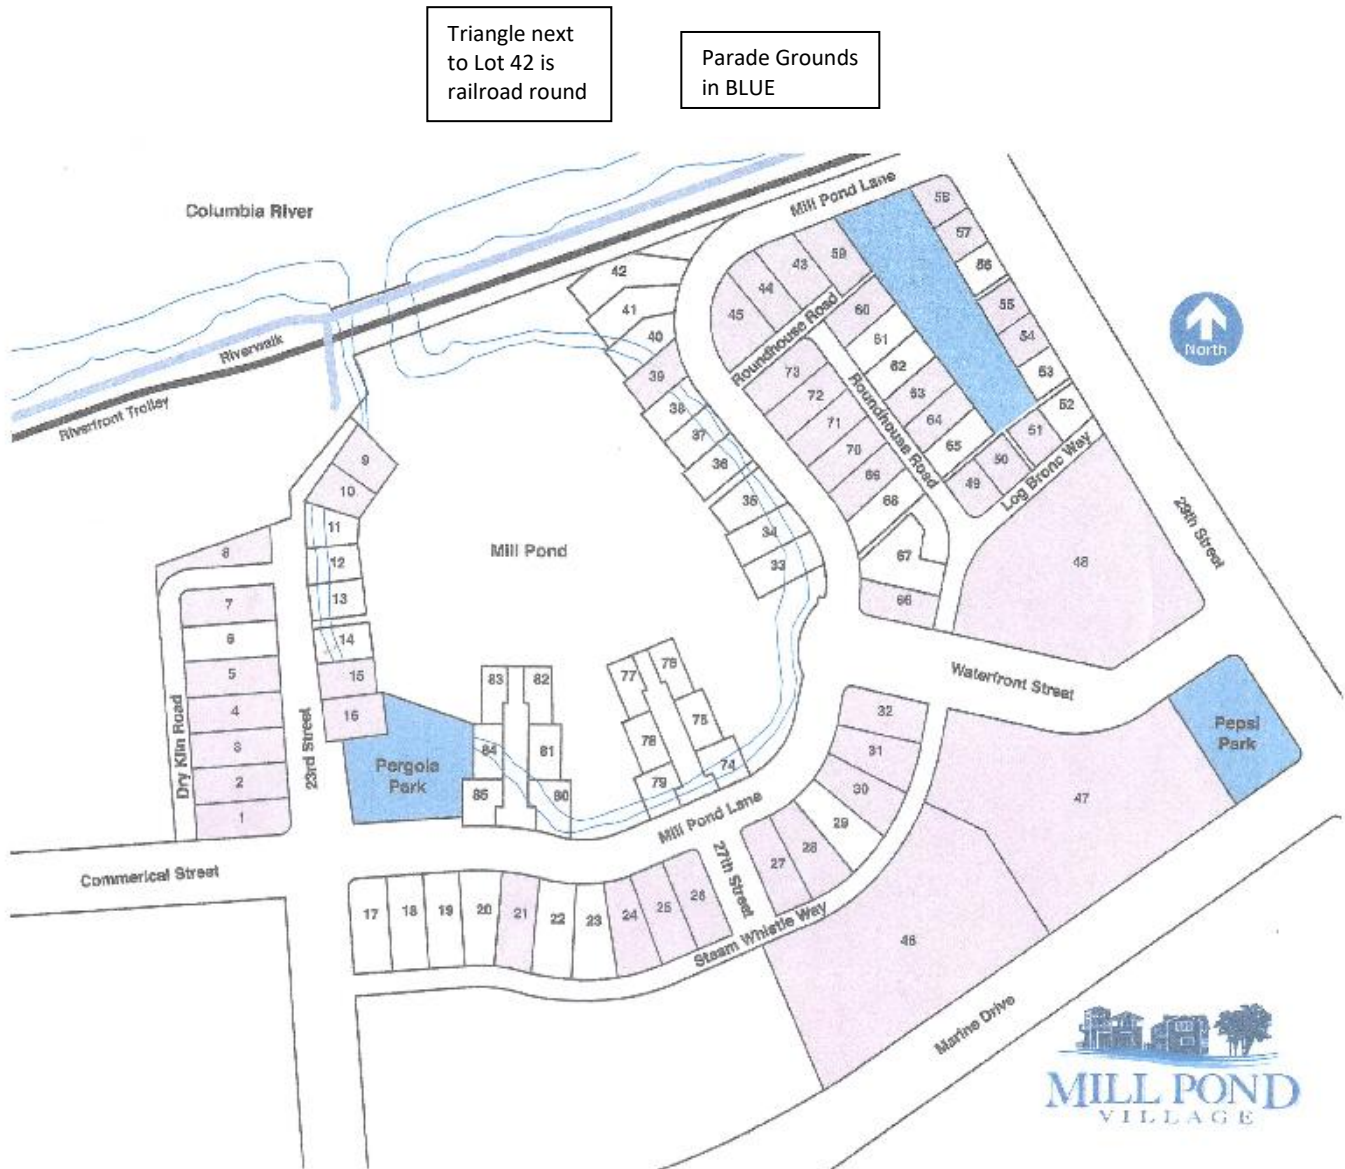 Triangle next
to Lot 42 is
railroad round
Parade Grounds
in BLUE
Columbia River
Mill Pond Lane
58
57
56
59
43
44
45
42
41
40
39
38
37
36
35
34
33
60
61
62
63
64
65
55
54
53
52
51
50
49
Roundhouse Road
Roundhouse Road
73
72
71
70
69
68
67
66
Log Bronc Way
North
Riverwalk
Riverfront Trolley
9
10
11
12
13
14
15
16
8
7
6
5
4
3
2
1
Mill Pond
48
29th Street
Dry Kiln Road
23rd Street
Pergola
Park
83
82
84
81
85
80
77
76
78
75
79
74
Waterfront Street
32
31
30
29
28
27
Pepsi
Park
47
Mill Pond Lane
27th Street
Commerical Street
17
18
19
20
21
22
23
24
25
26
Steam Whistle Way
46
Marine Drive
MILL POND
VILLAGE